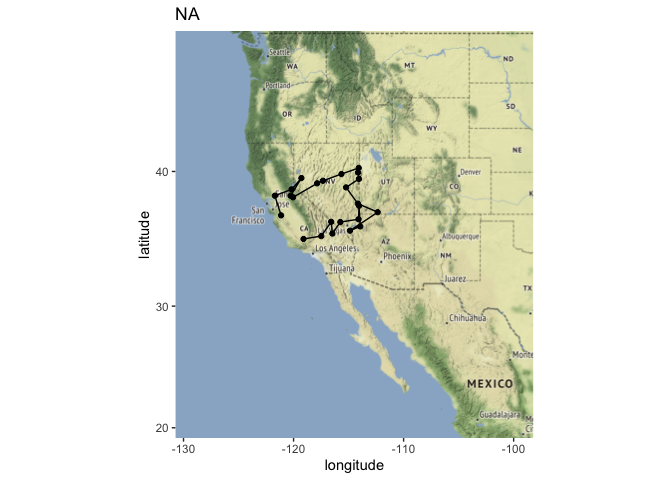 NA
Seattle
WA
MT
ND
Portland
OR
ID
SD
WY
NE
40
NV
UT
Denver
CO
San
Francisco
Jose
CA
Los Angeles
AZ
Albuquerque
Phoenix
NM
Tijuana
Juarez
TX
30
Chihuahua
Monte
MEXICO
Guadalajara
20
-130
-120
-110
-100
longitude
latitude